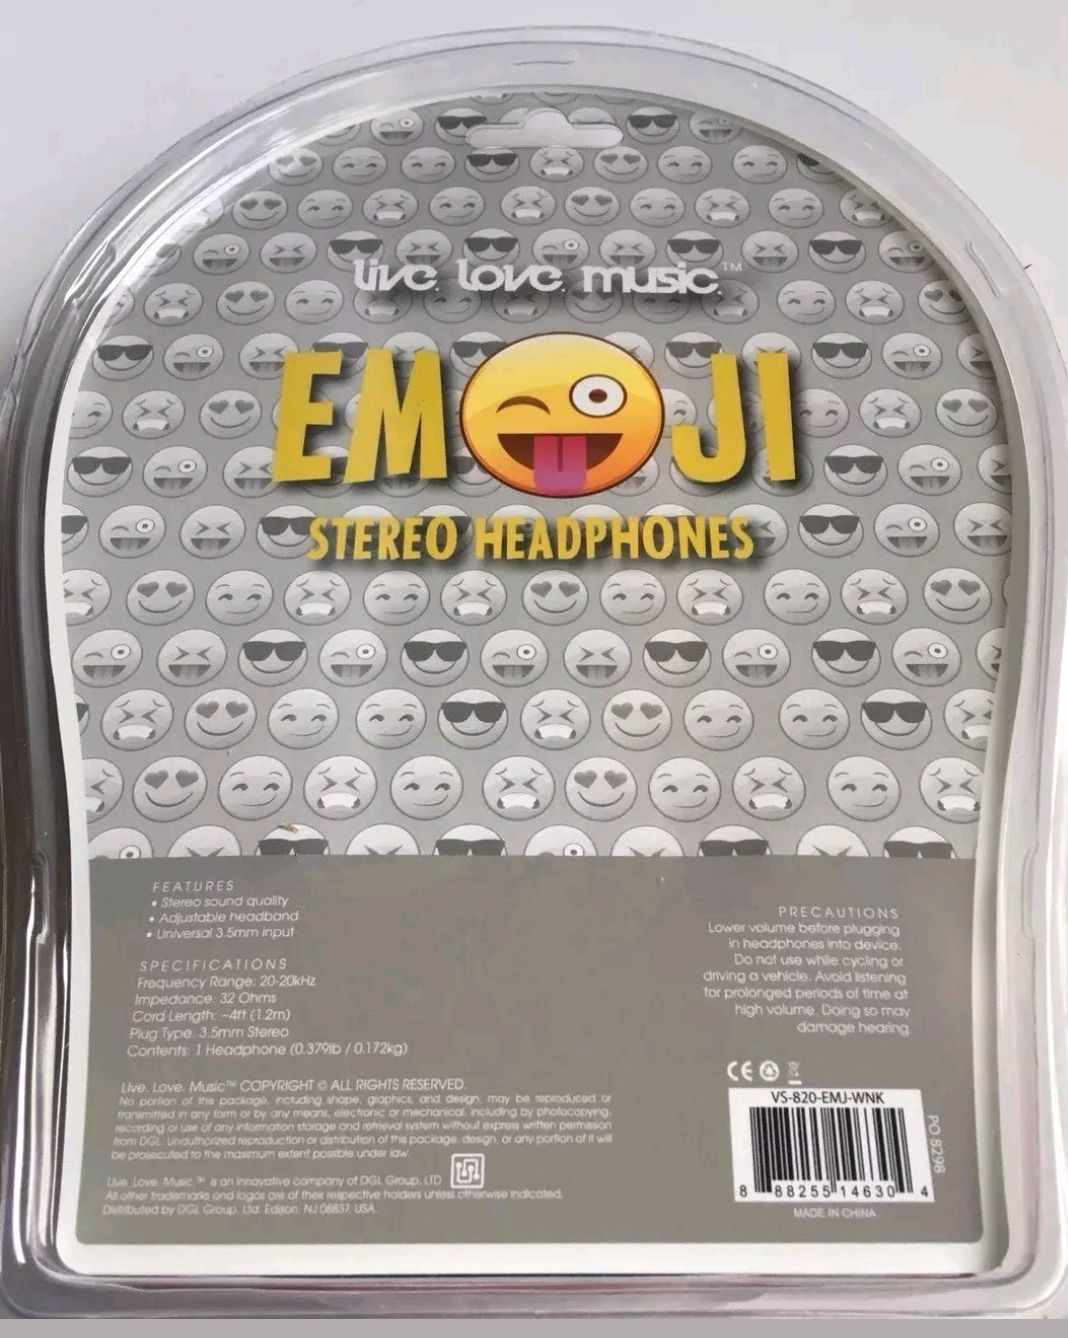 live. love. music.™
EMOJI
STEREO HEADPHONES
FEATURES
• Stereo sound quality
• Adjustable headband
• Universal 3.5mm input
SPECIFICATIONS
Frequency Range: 20-20kHz
Impedance: 32 Ohms
Cord Length: ~4ft (1.2m)
Plug Type: 3.5mm Stereo
Contents: 1 Headphone (0.379lb / 0.172kg)
Live. Love. Music™ COPYRIGHT © ALL RIGHTS RESERVED.
No portion of this package, including shape, graphics, and design, may be reproduced or
transmitted in any form or by any means, electronic or mechanical, including by photocopying,
recording or use of any information storage and retrieval system without express written permission
from DGL. Unauthorized reproduction or distribution of this package, design, or any portion of it will
be prosecuted to the maximum extent possible under law.
Live. Love. Music.™ is an innovative company of DGL Group, LTD
All other trademarks and logos are of their respective holders unless otherwise indicated.
Distributed by DGL Group, Ltd. Edison, NJ 08837, USA.
PRECAUTIONS
Lower volume before plugging
in headphones into device.
Do not use while cycling or
driving a vehicle. Avoid listening
for prolonged periods of time at
high volume. Doing so may
damage hearing.
CE
VS-820-EMJ-WNK
8 88255 14630 4
PO 8298
MADE IN CHINA